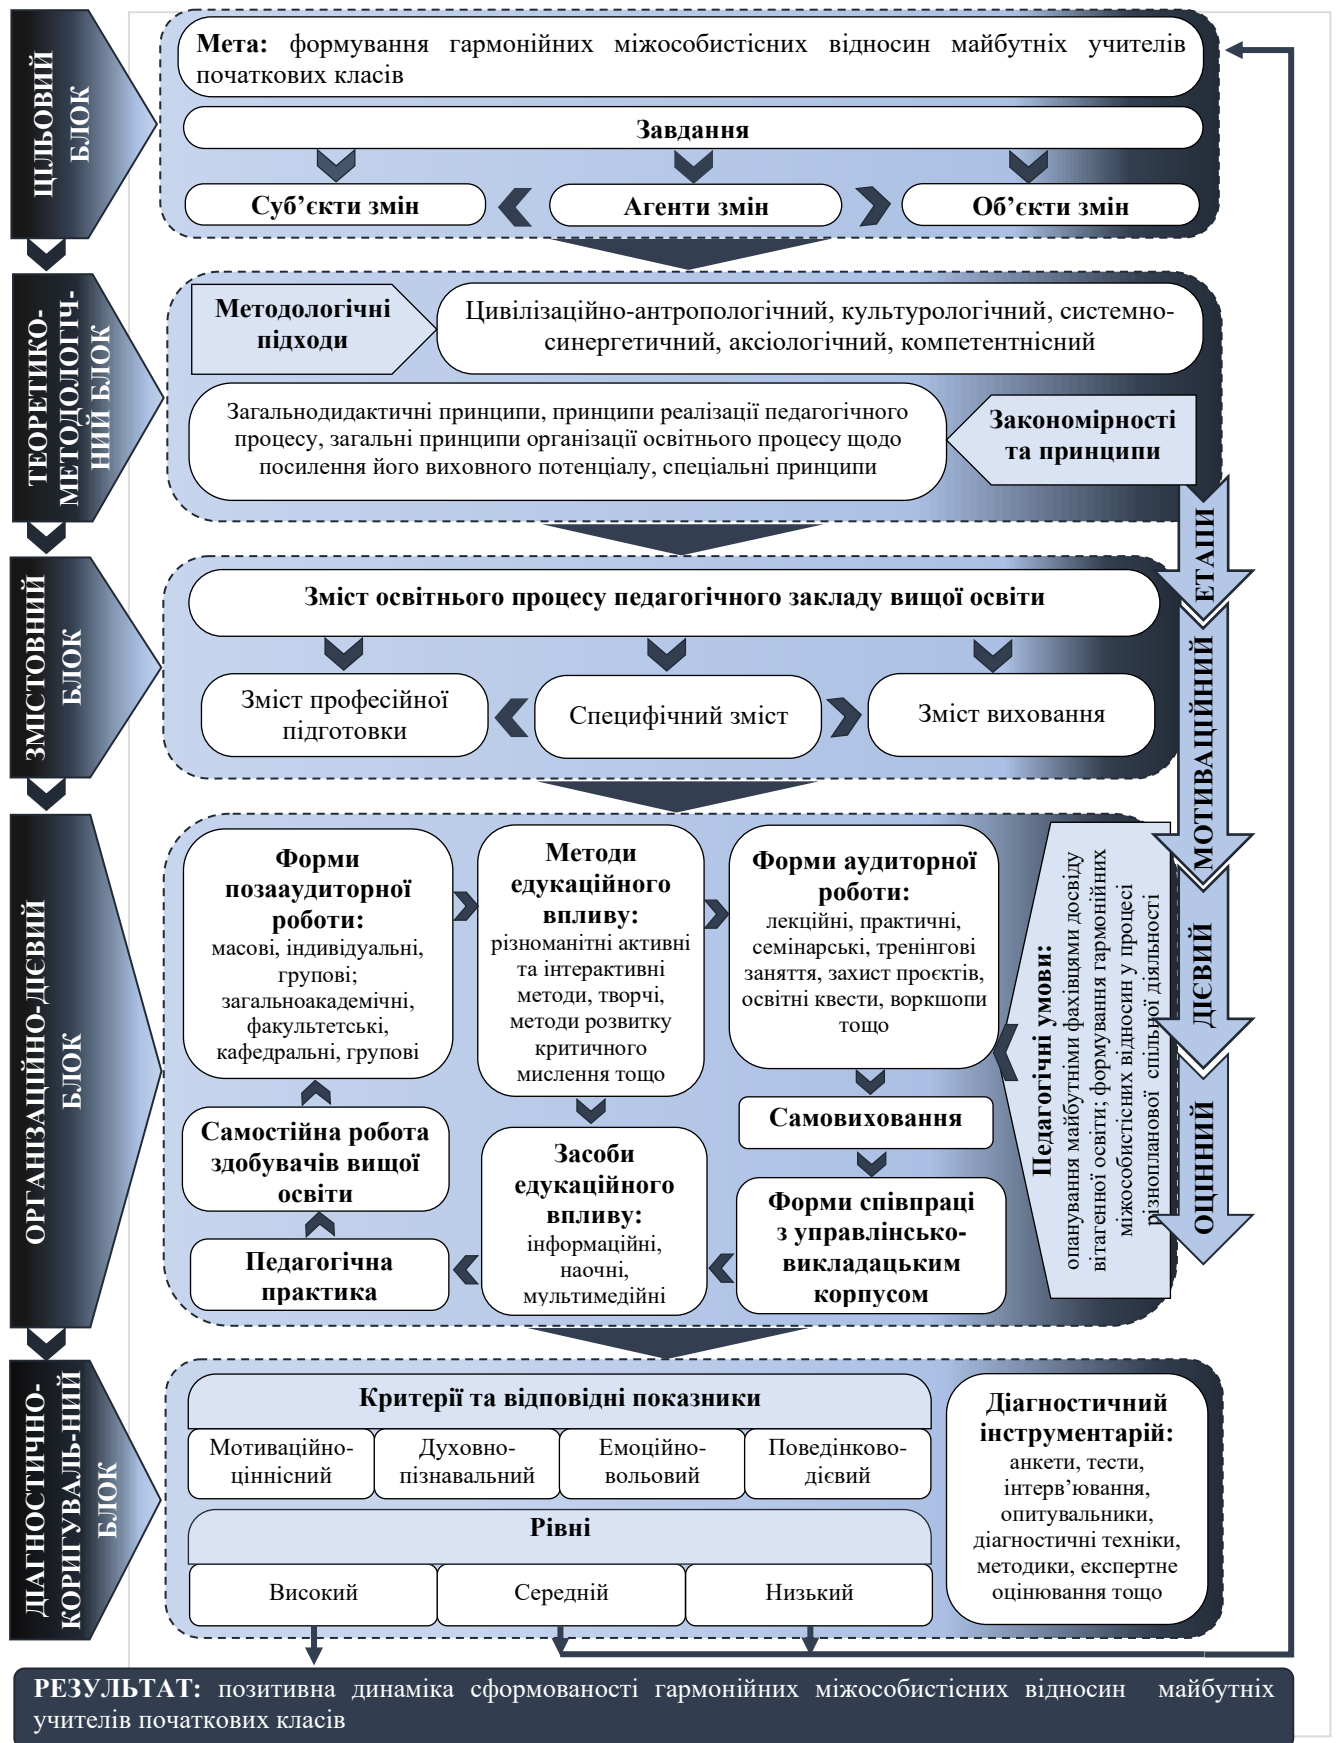 ЦІЛЬОВИЙ
БЛОК
Мета: формування гармонійних міжособистісних відносин майбутніх учителів
початкових класів
Завдання
Суб’єкти змін
Агенти змін
Об’єкти змін
ТЕОРЕТИКО-
МЕТОДОЛОГІЧ-
НИЙ БЛОК
Методологічні
підходи
Цивілізаційно-антропологічний, культурологічний, системно-
синергетичний, аксіологічний, компетентнісний
Загальнодидактичні принципи, принципи реалізації педагогічного
процесу, загальні принципи організації освітнього процесу щодо
посилення його виховного потенціалу, спеціальні принципи
Закономірності
та принципи
ЕТАПИ
МОТИВАЦІЙНИЙ
ДІЄВИЙ
ОЦІННИЙ
ЗМІСТОВНИЙ
БЛОК
Зміст освітнього процесу педагогічного закладу вищої освіти
Зміст професійної
підготовки
Специфічний зміст
Зміст виховання
ОРГАНІЗАЦІЙНО-ДІЄВИЙ
БЛОК
Форми
позааудиторної
роботи:
масові, індивідуальні,
групові;
загальноакадемічні,
факультетські,
кафедральні, групові
Методи
едукаційного
впливу:
різноманітні активні
та інтерактивні
методи, творчі,
методи розвитку
критичного
мислення тощо
Форми аудиторної
роботи:
лекційні, практичні,
семінарські, тренінгові
заняття, захист проєктів,
освітні квести, воркшопи
тощо
Педагогічні умови:
опанування майбутніми фахівцями досвіду
вітагенної освіти; формування гармонійних
міжособистісних відносин у процесі
різнопланової спільної діяльності
Самостійна робота
здобувачів вищої
освіти
Засоби
едукаційного
впливу:
інформаційні,
наочні,
мультимедійні
Самовиховання
Форми співпраці
з управлінсько-
викладацьким
корпусом
Педагогічна
практика
ДІАГНОСТИЧНО-
КОРИГУВАЛЬ-НИЙ
БЛОК
Критерії та відповідні показники
Мотиваційно-
ціннісний
Духовно-
пізнавальний
Емоційно-
вольовий
Поведінково-
дієвий
Рівні
Високий
Середній
Низький
Діагностичний
інструментарій:
анкети, тести,
інтерв’ювання,
опитувальники,
діагностичні техніки,
методики, експертне
оцінювання тощо
РЕЗУЛЬТАТ: позитивна динаміка сформованості гармонійних міжособистісних відносин майбутніх
учителів початкових класів